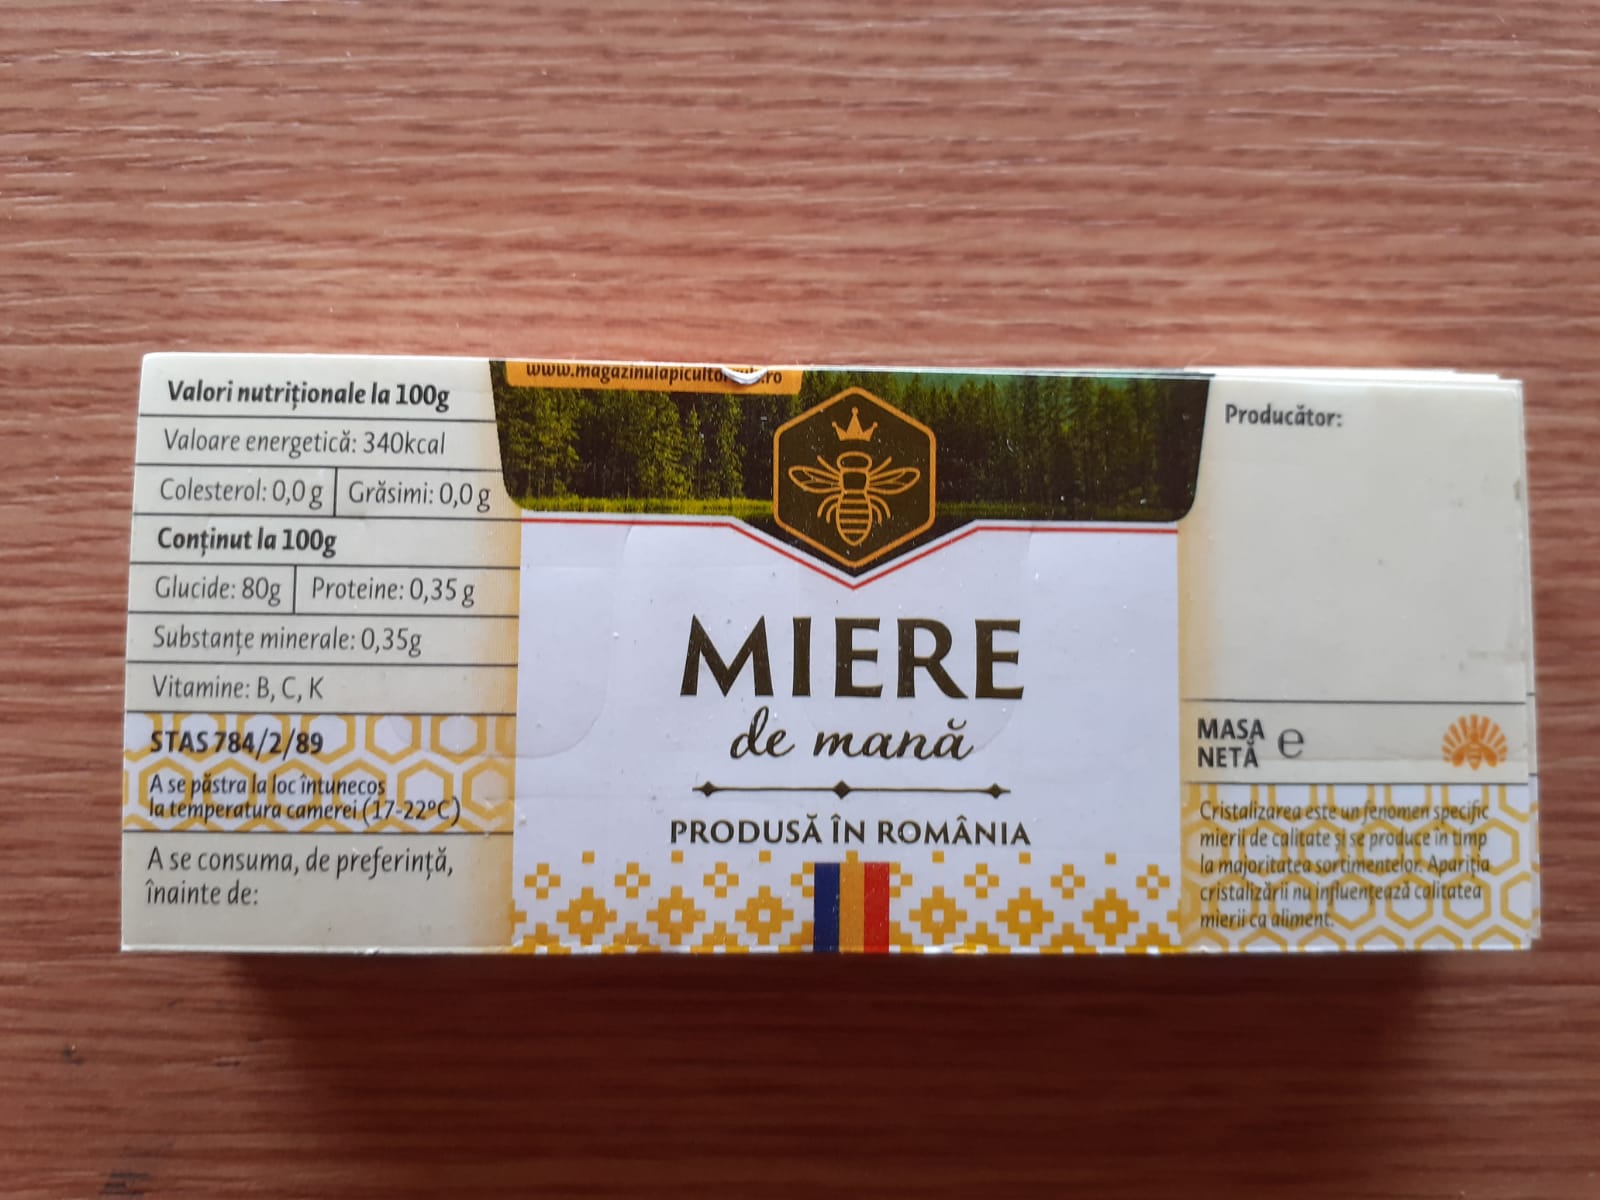 Valori nutriționale la 100g
Valoare energetică: 340kcal
Colesterol: 0,0 g Grăsimi: 0,0 g
Conținut la 100g
Glucide: 80g Proteine: 0,35 g
Substanțe minerale: 0,35g
Vitamine: B, C, K
STAS 784/2/89
A se păstra la loc întunecos
la temperatura camerei (17-22ºC)
A se consuma, de preferință,
înainte de:
MIERE
de mană
PRODUSĂ ÎN ROMÂNIA
Producător:
MASA
NETĂ e
Cristalizarea este un fenomen specific
mierii de calitate și se produce în timp
la majoritatea sortimentelor. Apariția
cristalizării nu influențează calitatea
mierii ca aliment.